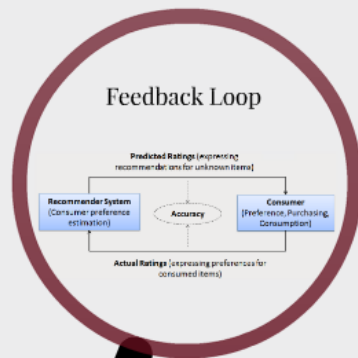 Feedback Loop
Predicted Ratings (expressing
recommendations for unknown items)
Recommender System
(Consumer preference
estimation)
Accuracy
Consumer
(Preference, Purchasing,
Consumption)
Actual Ratings (expressing preferences for
consumed items)